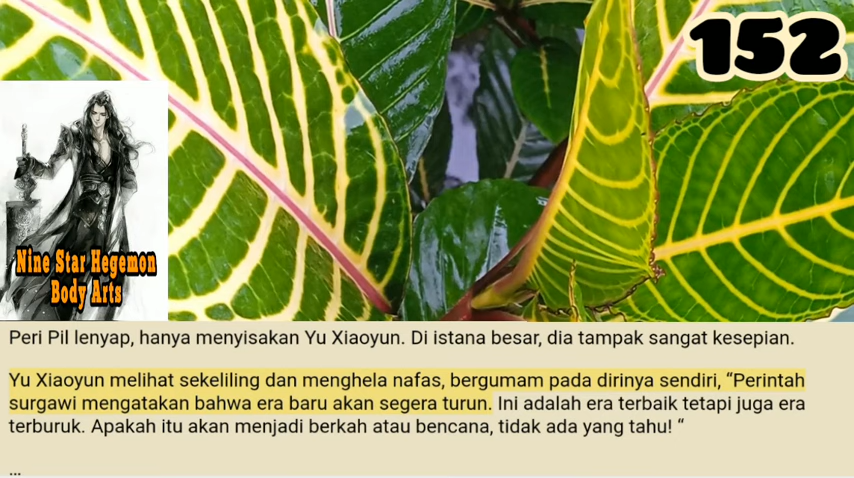 152
Nine Star Hegemon
Body Arts
Peri Pil lenyap, hanya menyisakan Yu Xiaoyun. Di istana besar, dia tampak sangat kesepian.
Yu Xiaoyun melihat sekeliling dan menghela nafas, bergumam pada dirinya sendiri, “Perintah
surgawi mengatakan bahwa era baru akan segera turun. Ini adalah era terbaik tetapi juga era
terburuk. Apakah itu akan menjadi berkah atau bencana, tidak ada yang tahu! “
...